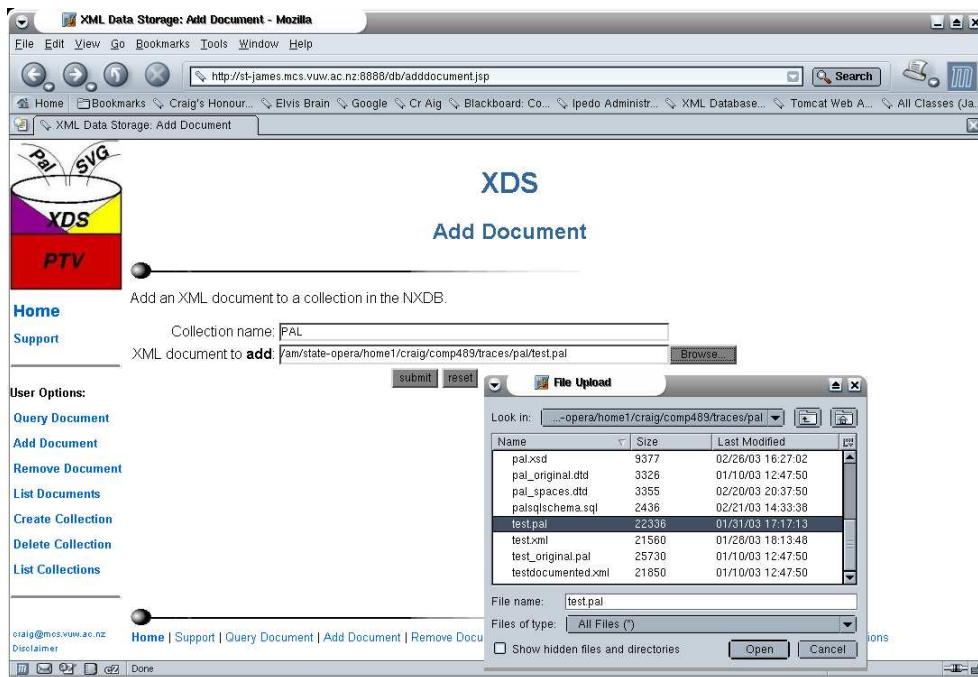 XML Data Storage: Add Document - Mozilla
File Edit View Go Bookmarks Tools Window Help
http://st-james.mcs.vuw.ac.nz:8888/db/adddocument.jsp
Search
Home Bookmarks Craig's Honour... Elvis Brain Google Cr Aig Blackboard: Co... Ipedo Administr... XML Database... Tomcat Web A... All Classes (Ja...
XML Data Storage: Add Document
Pal SVG
XDS
PTV
XDS
Add Document
Add an XML document to a collection in the NXDB.
Collection name: PAL
XML document to add: /am/state-opera/home1/craig/comp489/traces/pal/test.pal Browse...
submit reset
Home
Support
User Options:
Query Document
Add Document
Remove Document
List Documents
Create Collection
Delete Collection
List Collections
craig@mcs.vuw.ac.nz
Disclaimer
Home | Support | Query Document | Add Document | Remove Docu
ions
Done
File Upload
Look in: ...-opera/home1/craig/comp489/traces/pal
Name Size Last Modified
pal.xsd 9377 02/26/03 16:27:02
pal_original.dtd 3326 01/10/03 12:47:50
pal_spaces.dtd 3355 02/20/03 20:37:50
palsqlschema.sql 2436 02/21/03 14:33:38
test.pal 22336 01/31/03 17:17:13
test.xml 21560 01/28/03 18:13:48
test_original.pal 25730 01/10/03 12:47:50
testdocumented.xml 21850 01/10/03 12:47:50
File name: test.pal
Files of type: All Files (*)
Show hidden files and directories
Open Cancel